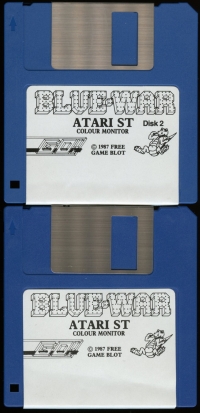 BLUE WAR
ATARI ST Disk 2
COLOUR MONITOR
© 1987 FREE
GAME BLOT
BLUE WAR
ATARI ST
COLOUR MONITOR
© 1987 FREE
GAME BLOT